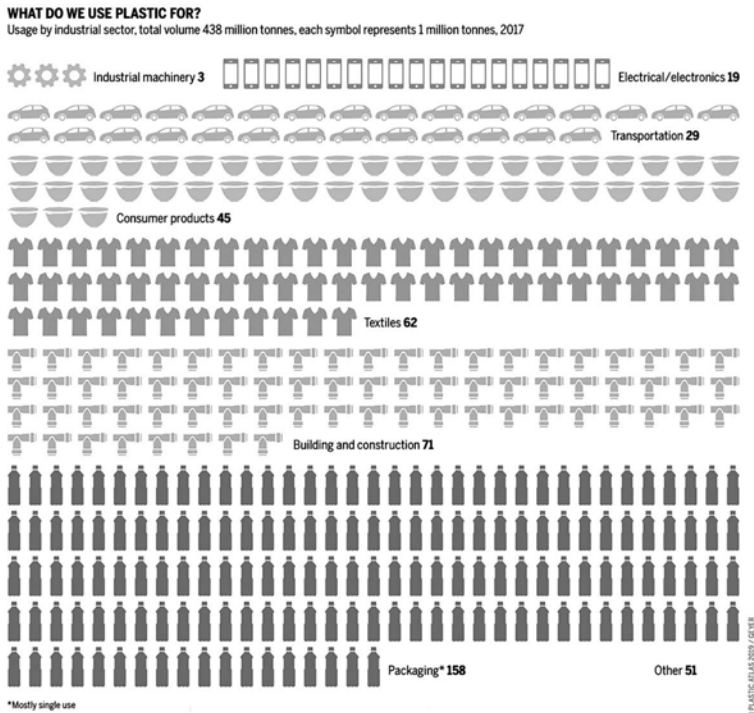 WHAT DO WE USE PLASTIC FOR?
Usage by industrial sector, total volume 438 million tonnes, each symbol represents 1 million tonnes, 2017
Industrial machinery 3
Electrical/electronics 19
Transportation 29
Consumer products 45
Textiles 62
Building and construction 71
Packaging* 158
Other 51
*Mostly single use
PLASTIC ATLAS 2019 / GEYER